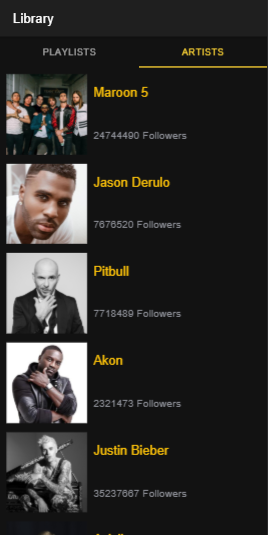 Library
PLAYLISTS ARTISTS
Maroon 5
24744490 Followers
Jason Derulo
7676520 Followers
Pitbull
7718489 Followers
Akon
2321473 Followers
Justin Bieber
35237667 Followers